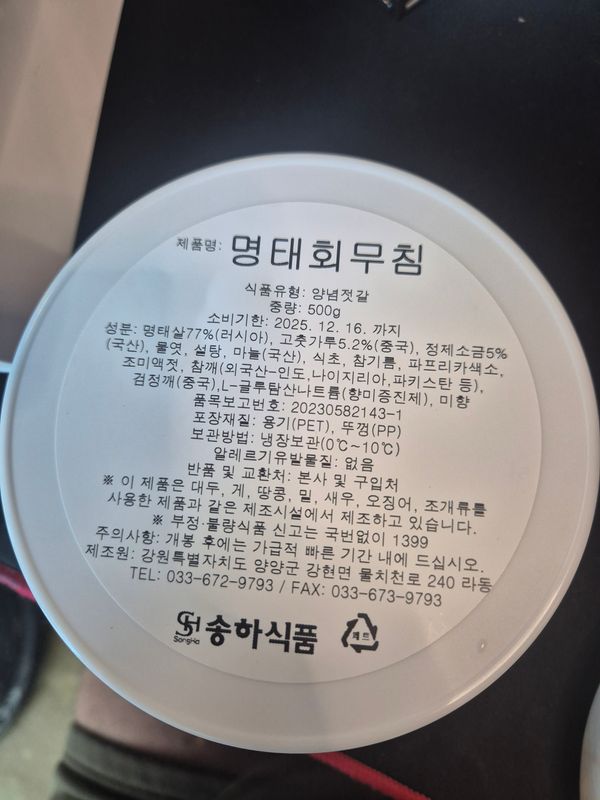 제품명: 명태회무침
식품유형: 양념젓갈
중량: 500g
소비기한: 2025. 12. 16. 까지
성분: 명태살77%(러시아), 고춧가루5.2%(중국), 정제소금5%
(국산), 물엿, 설탕, 마늘(국산), 식초, 참기름, 파프리카색소,
조미액젓, 참깨(외국산-인도,나이지리아,파키스탄 등),
검정깨(중국),L-글루탐산나트륨(향미증진제), 미향
품목보고번호: 20230582143-1
포장재질: 용기(PET), 뚜껑(PP)
보관방법: 냉장보관(0℃~10℃)
알레르기유발물질: 없음
반품 및 교환처: 본사 및 구입처
※ 이 제품은 대두, 게, 땅콩, 밀, 새우, 오징어, 조개류를
사용한 제품과 같은 제조시설에서 제조하고 있습니다.
※ 부정·불량식품 신고는 국번없이 1399
주의사항: 개봉 후에는 가급적 빠른 기간 내에 드십시오.
제조원: 강원특별자치도 양양군 강현면 물치천로 240 라동
TEL: 033-672-9793 / FAX: 033-673-9793
SH SongHa 송하식품 페트